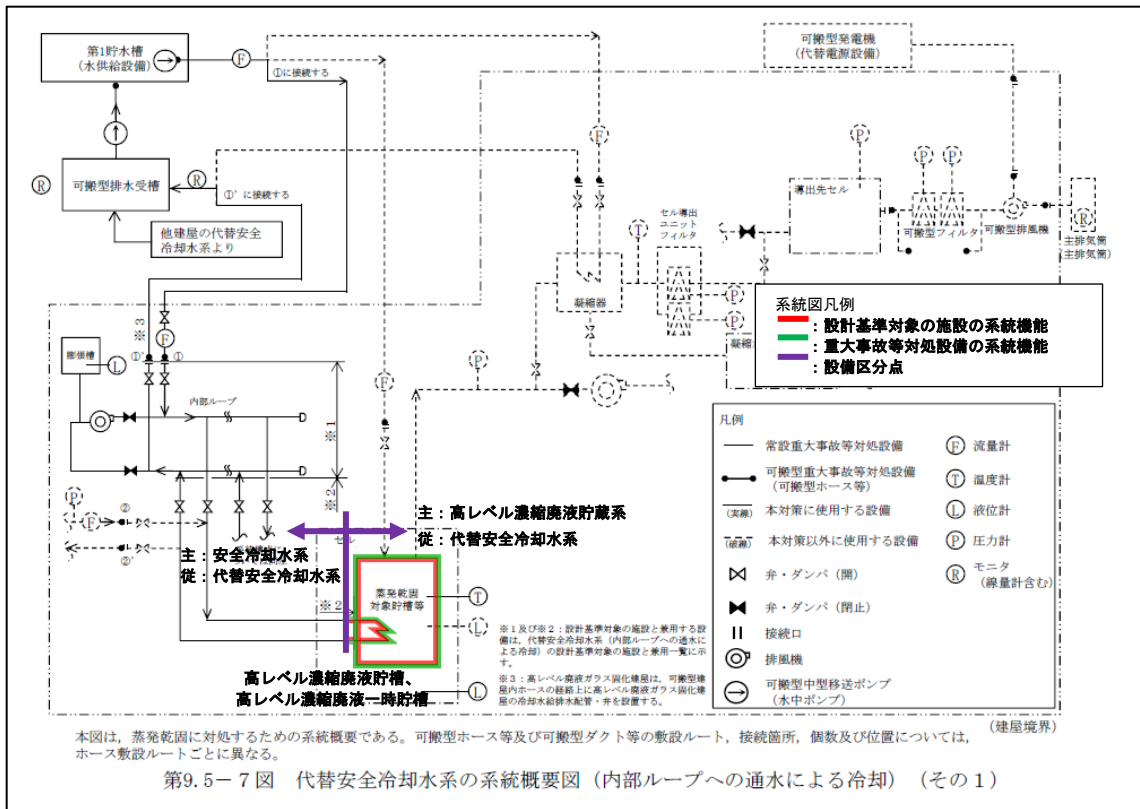 第1貯水槽
（水供給設備）
F
①に接続する
可搬型発電機
（代替電源設備）
F
P
P
P
R
可搬型排水受槽
R
①’に接続する
他建屋の代替安全
冷却水系より
導出先セル
セル導出
ユニット
フィルタ
T
可搬型フィルタ
可搬型排風機
R
主排気筒
（主排気筒）
凝縮器
P
P
※3
F
①’
①
膨張槽
L
内部ループ
※1
※2
F
P
系統図凡例
：設計基準対象の施設の系統機能
：重大事故等対処設備の系統機能
：設備区分点
凝縮
凡例
常設重大事故等対処設備
可搬型重大事故等対処設備
（可搬型ホース等）
（実線）
本対策に使用する設備
（破線）
本対策以外に使用する設備
弁・ダンパ（開）
弁・ダンパ（閉止）
接続口
排風機
可搬型中型移送ポンプ
（水中ポンプ）
F 流量計
T 温度計
L 液位計
P 圧力計
R モニタ
（線量計含む）
P
F
②
②’
主：安全冷却水系
従：代替安全冷却水系
主：高レベル濃縮廃液貯蔵系
従：代替安全冷却水系
セル
※2
蒸発乾固
対象貯槽等
T
L
L
高レベル濃縮廃液貯槽、
高レベル濃縮廃液一時貯槽
※1及び※2：設計基準対象の施設と兼用する設
備は，代替安全冷却水系（内部ループへの通水によ
る冷却）の設計基準対象の施設と兼用一覧に示
す。
※3：高レベル廃液ガラス固化建屋は，可搬型建
屋内ホースの経路上に高レベル廃液ガラス固化建
屋の冷却水給排水配管・弁を設置する。
（建屋境界）
本図は，蒸発乾固に対処するための系統概要である。可搬型ホース等及び可搬型ダクト等の敷設ルート，接続箇所，個数及び位置については，
ホース敷設ルートごとに異なる。
第9.5－7図　代替安全冷却水系の系統概要図（内部ループへの通水による冷却）（その1）